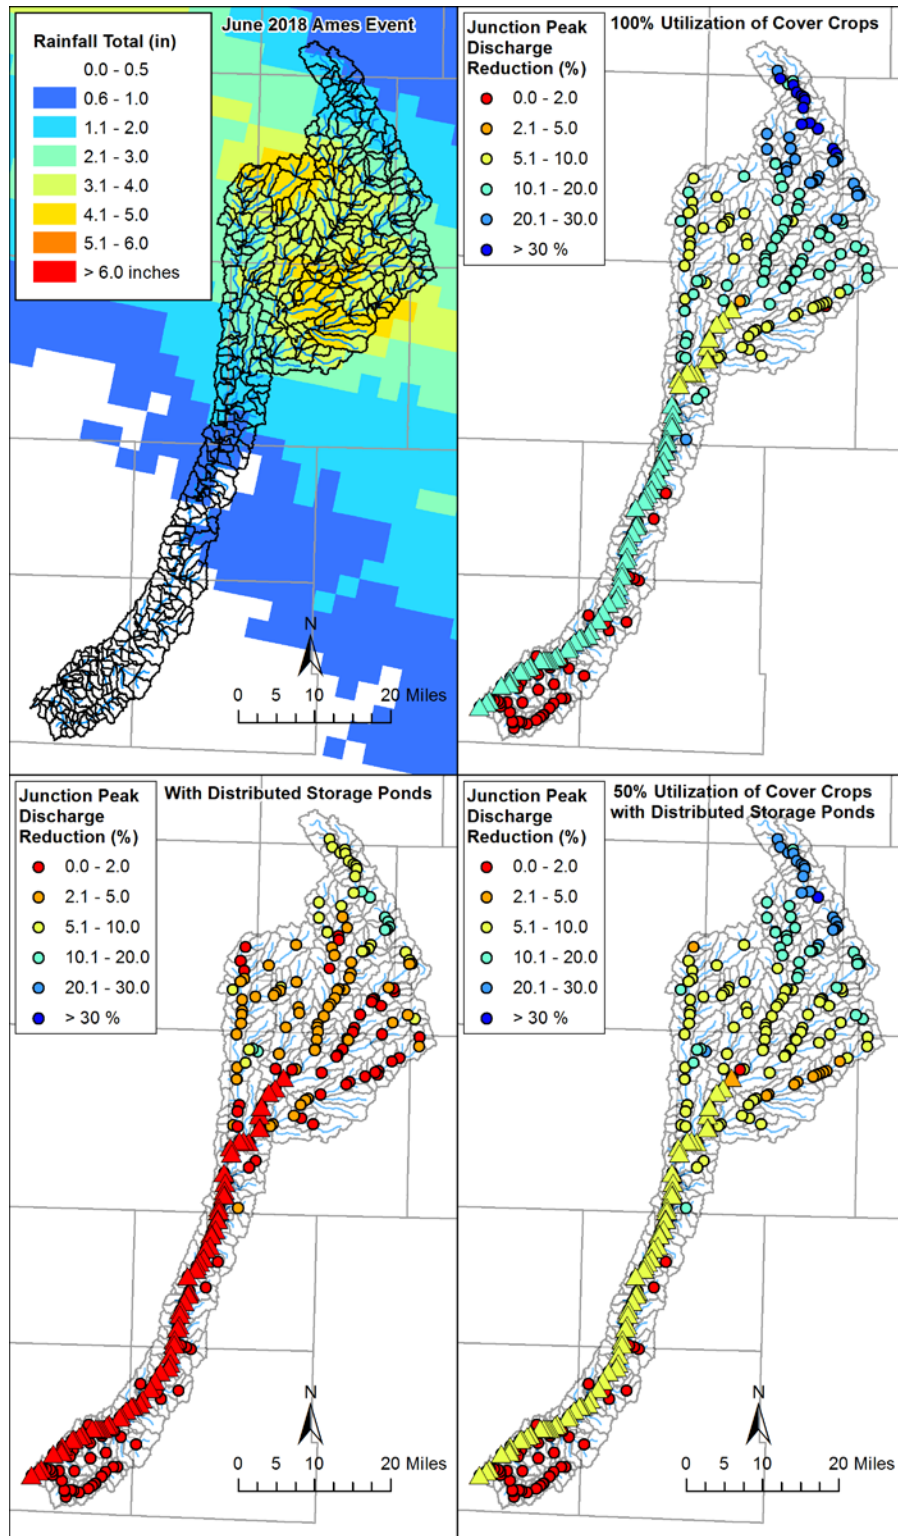 June 2018 Ames Event
Rainfall Total (in)
0.0 - 0.5
0.6 - 1.0
1.1 - 2.0
2.1 - 3.0
3.1 - 4.0
4.1 - 5.0
5.1 - 6.0
> 6.0 inches
N
0 5 10 20 Miles
100% Utilization of Cover Crops
Junction Peak
Discharge
Reduction (%)
0.0 - 2.0
2.1 - 5.0
5.1 - 10.0
10.1 - 20.0
20.1 - 30.0
> 30 %
With Distributed Storage Ponds
Junction Peak
Discharge
Reduction (%)
0.0 - 2.0
2.1 - 5.0
5.1 - 10.0
10.1 - 20.0
20.1 - 30.0
> 30 %
N
0 5 10 20 Miles
50% Utilization of Cover Crops
with Distributed Storage Ponds
Junction Peak
Discharge
Reduction (%)
0.0 - 2.0
2.1 - 5.0
5.1 - 10.0
10.1 - 20.0
20.1 - 30.0
> 30 %
N
0 5 10 20 Miles